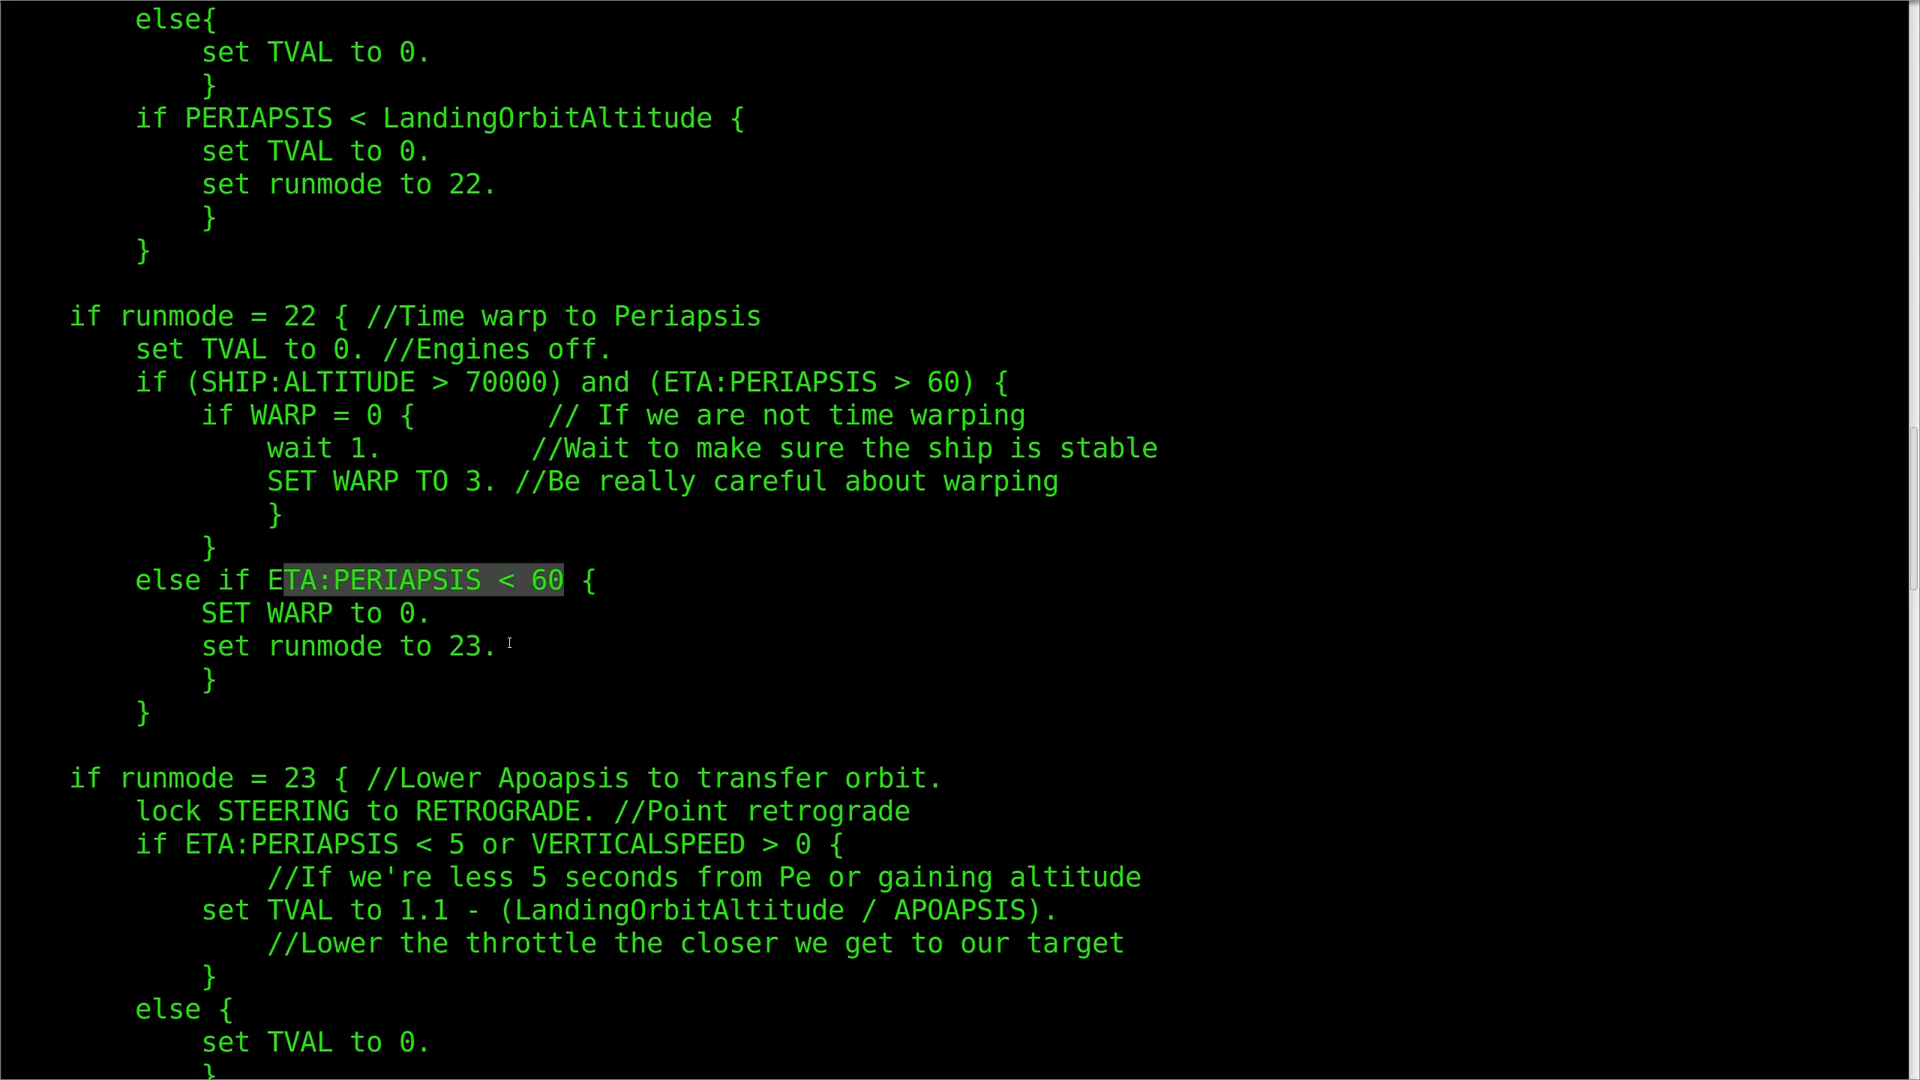 else{
set TVAL to 0.
}
if PERIAPSIS < LandingOrbitAltitude {
set TVAL to 0.
set runmode to 22.
}
}
if runmode = 22 { //Time warp to Periapsis
set TVAL to 0. //Engines off.
if (SHIP:ALTITUDE > 70000) and (ETA:PERIAPSIS > 60) {
if WARP = 0 {        // If we are not time warping
wait 1.         //Wait to make sure the ship is stable
SET WARP TO 3. //Be really careful about warping
}
}
else if ETA:PERIAPSIS < 60 {
SET WARP to 0.
set runmode to 23.
}
}
if runmode = 23 { //Lower Apoapsis to transfer orbit.
lock STEERING to RETROGRADE. //Point retrograde
if ETA:PERIAPSIS < 5 or VERTICALSPEED > 0 {
//If we're less 5 seconds from Pe or gaining altitude
set TVAL to 1.1 - (LandingOrbitAltitude / APOAPSIS).
//Lower the throttle the closer we get to our target
}
else {
set TVAL to 0.
}